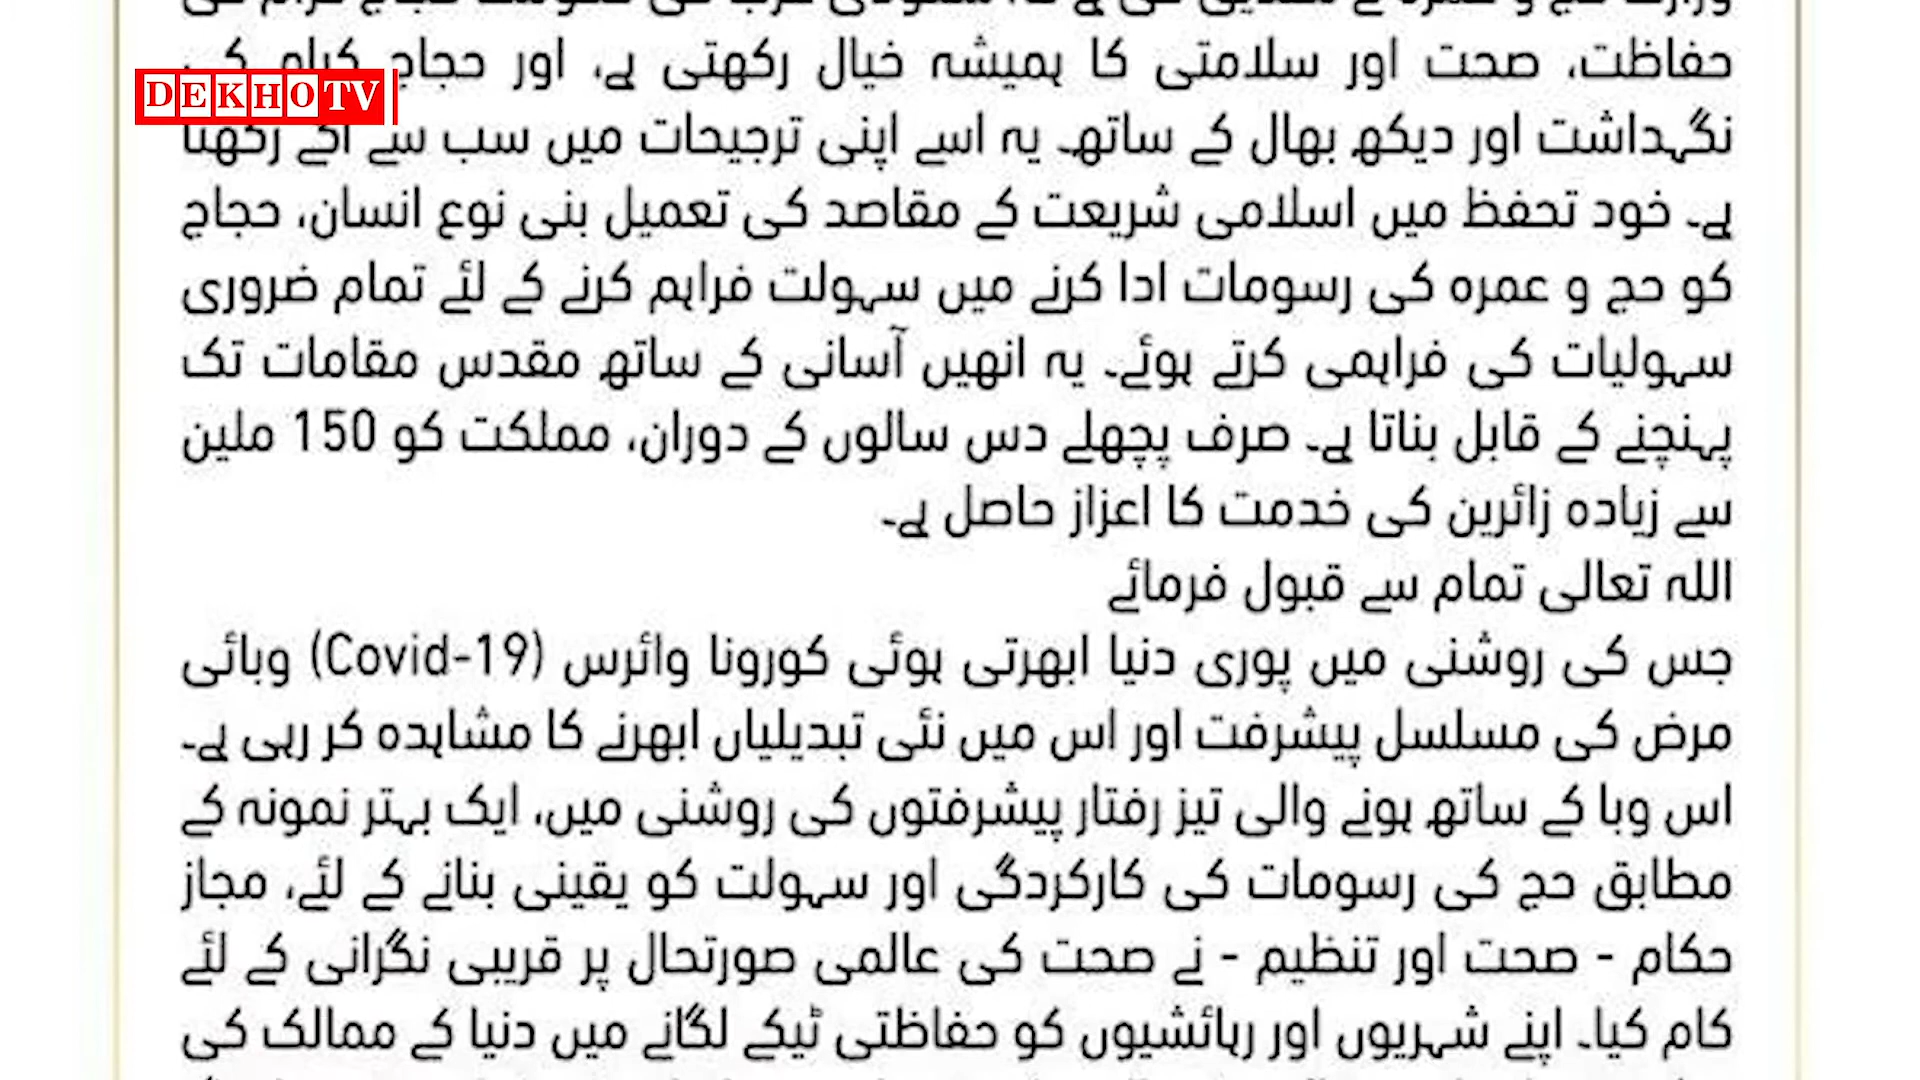 حفاظت، صحت اور سلامتی کا ہمیشہ خیال رکھتی ہے، اور حجاج کرام کی
DEKHO TV
نگہداشت اور دیکھ بھال کے ساتھ۔ یہ اسے اپنی ترجیحات میں سب سے آگے رکھتا
ہے۔ خود تحفظ میں اسلامی شریعت کے مقاصد کی تعمیل بنی نوع انسان، حجاج
کو حج و عمرہ کی رسومات ادا کرنے میں سہولت فراہم کرنے کے لئے تمام ضروری
سہولیات کی فراہمی کرتے ہوئے۔ یہ انھیں آسانی کے ساتھ مقدس مقامات تک
پہنچنے کے قابل بناتا ہے۔ صرف پچھلے دس سالوں کے دوران، مملکت کو 150 ملین
سے زیادہ زائرین کی خدمت کا اعزاز حاصل ہے۔
اللہ تعالی تمام سے قبول فرمائے
جس کی روشنی میں پوری دنیا ابھرتی ہوئی کورونا وائرس (Covid-19) وبائی
مرض کی مسلسل پیشرفت اور اس میں نئی تبدیلیاں ابھرنے کا مشاہدہ کر رہی ہے۔
اس وبا کے ساتھ ہونے والی تیز رفتار پیشرفتوں کی روشنی میں، ایک بہتر نمونہ کے
مطابق حج کی رسومات کی کارکردگی اور سہولت کو یقینی بنانے کے لئے، مجاز
حکام - صحت اور تنظیم - نے صحت کی عالمی صورتحال پر قریبی نگرانی کے لئے
کام کیا۔ اپنے شہریوں اور رہائشیوں کو حفاظتی ٹیکے لگانے میں دنیا کے ممالک کی